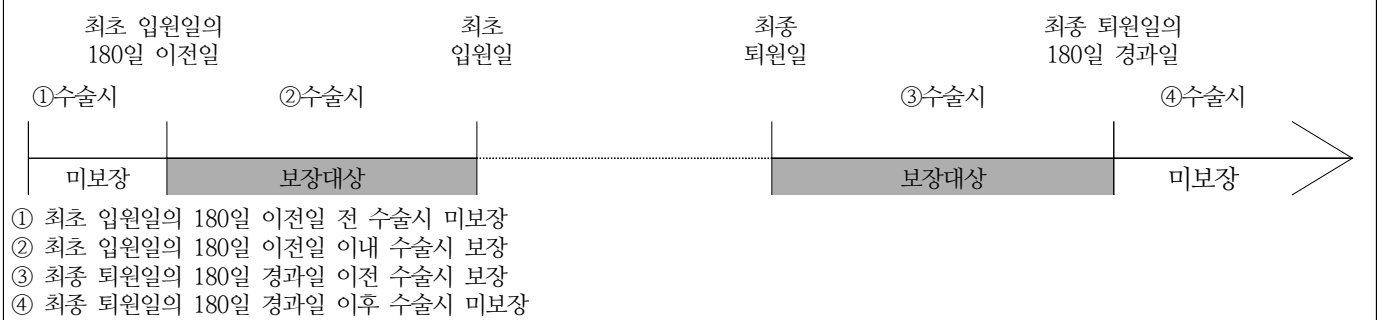 최초 입원일의 180일 이전일
최초 입원일
최종 퇴원일
최종 퇴원일의 180일 경과일
①수술시
②수술시
③수술시
④수술시
미보장
보장대상
보장대상
미보장
① 최초 입원일의 180일 이전일 전 수술시 미보장
② 최초 입원일의 180일 이전일 이내 수술시 보장
③ 최종 퇴원일의 180일 경과일 이전 수술시 보장
④ 최종 퇴원일의 180일 경과일 이후 수술시 미보장